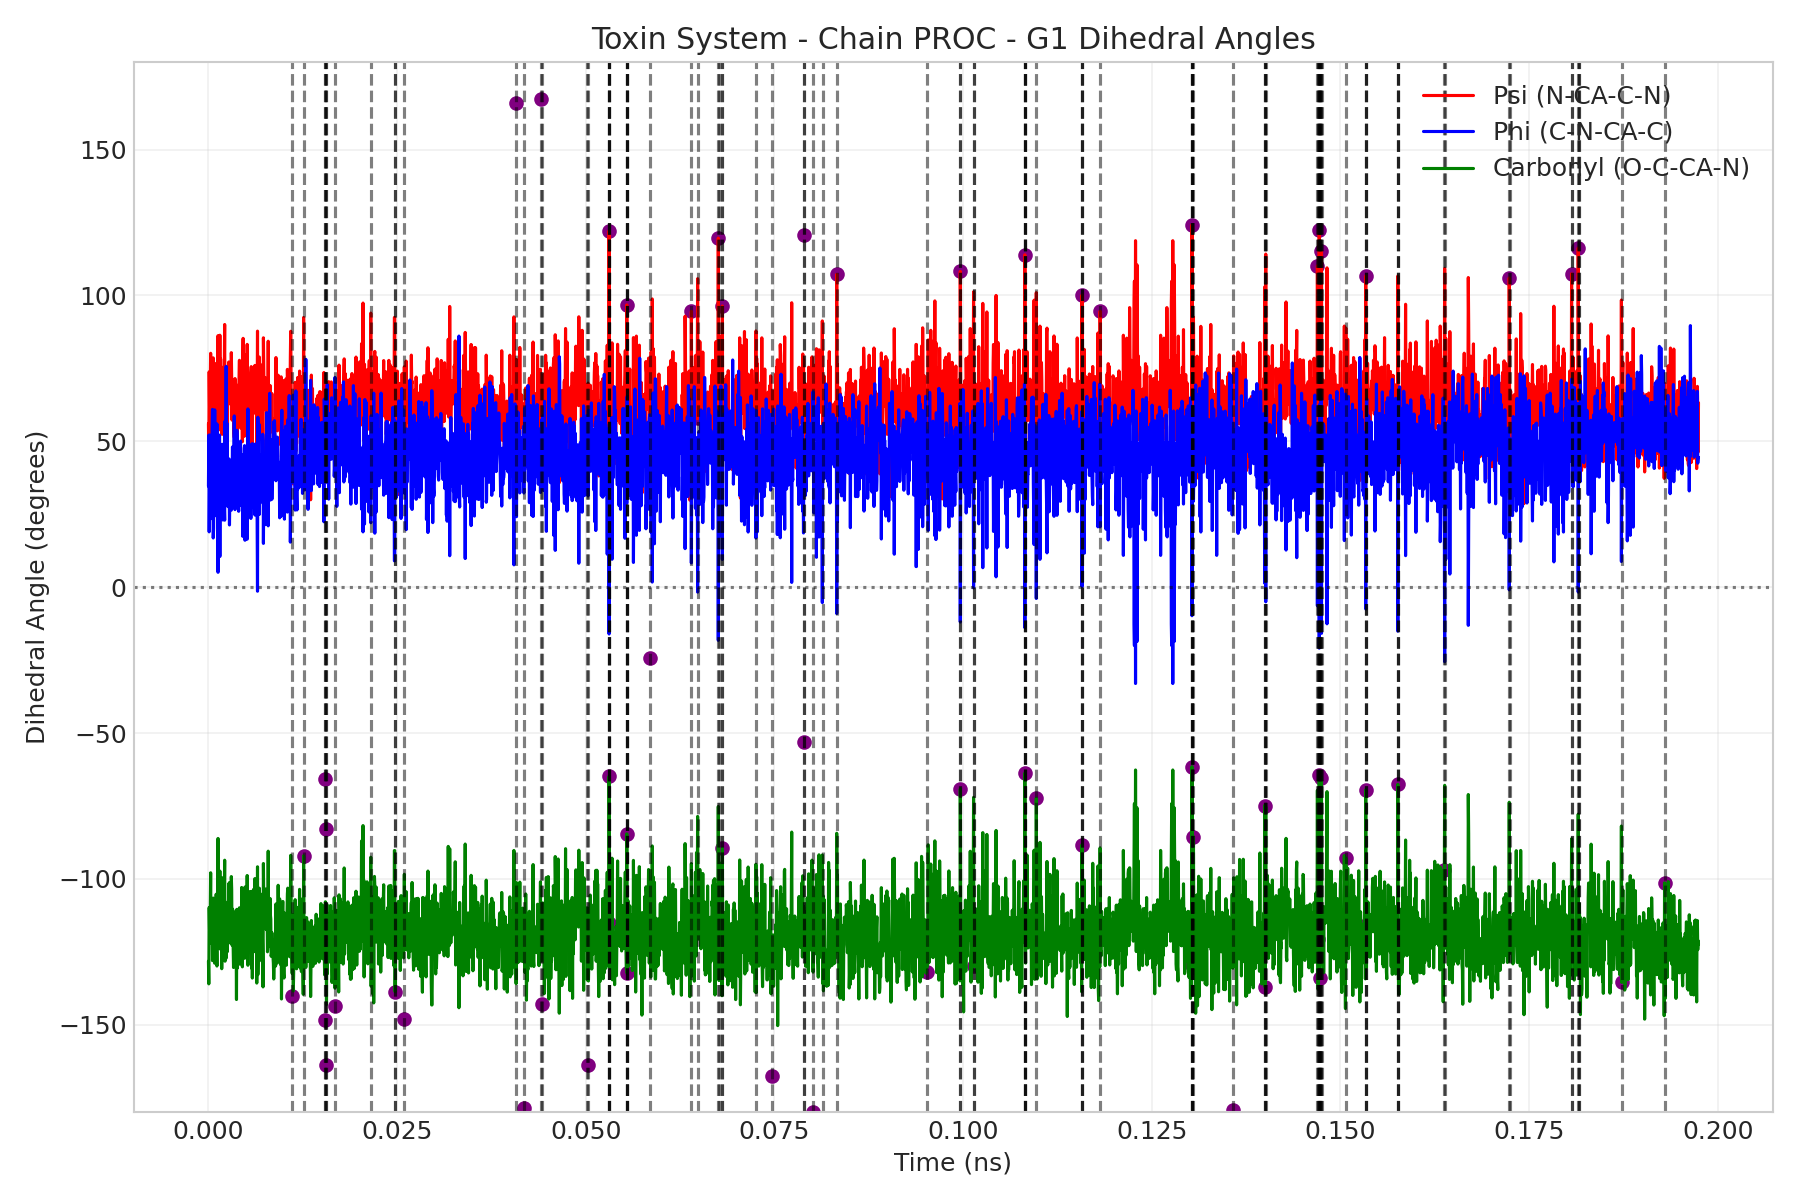 Toxin System - Chain PROC - G1 Dihedral Angles
Psi (N-CA-C-N)
Phi (C-N-CA-C)
Carbonyl (O-C-CA-N)
Dihedral Angle (degrees)
150
100
50
0
−50
−100
−150
0.000 0.025 0.050 0.075 0.100 0.125 0.150 0.175 0.200
Time (ns)